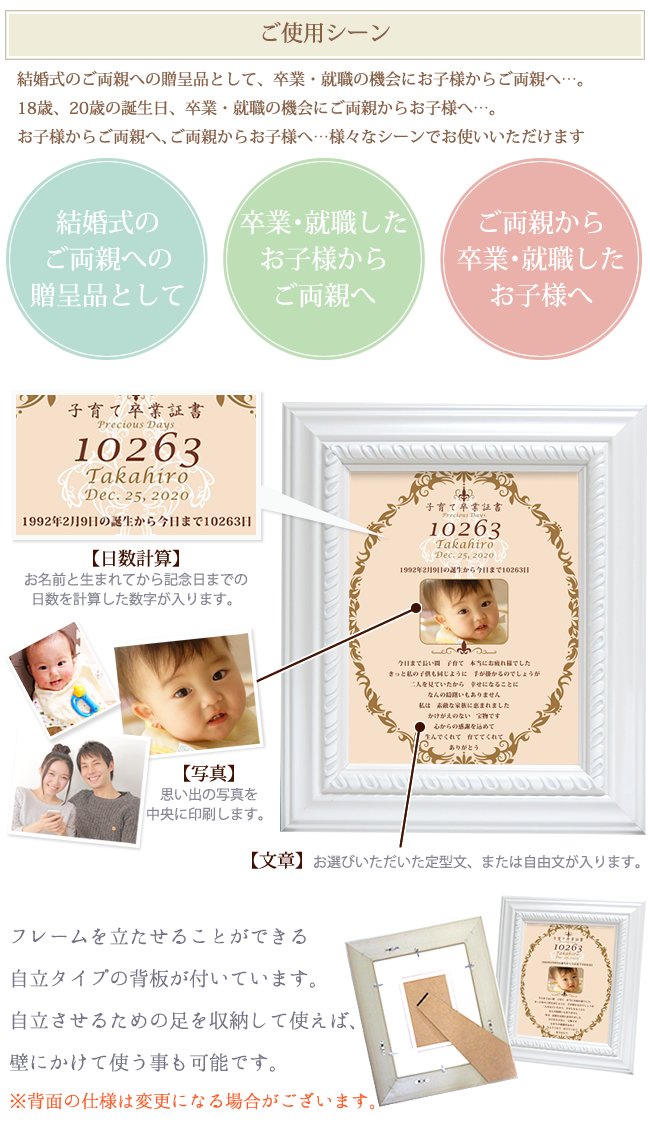 ご使用シーン
結婚式のご両親への贈呈品として、卒業・就職の機会にお子様からご両親へ…。
18歳、20歳の誕生日、卒業・就職の機会にご両親からお子様へ…。
お子様からご両親へ、ご両親からお子様へ…様々なシーンでお使いいただけます
結婚式の
ご両親への
贈呈品として
卒業・就職した
お子様から
ご両親へ
ご両親から
卒業・就職した
お子様へ
子育て卒業証書
Precious Days
10263
Takahiro
Dec. 25, 2020
1992年2月9日の誕生から今日まで10263日
【日数計算】
お名前と生まれてから記念日までの
日数を計算した数字が入ります。
子育て卒業証書
Precious Days
10263
Takahiro
Dec. 25, 2020
1992年2月9日の誕生から今日まで10263日
今日まで長い間 子育て 本当にお疲れ様でした
きっと私の子供も同じように 手が掛かるのでしょうが
二人を見ていたから 幸せになることに
なんの躊躇いもありません
私は 素敵な家族に恵まれました
かけがえのない 宝物です
心からの感謝を込めて
生んでくれて 育ててくれて
ありがとう
【写真】
思い出の写真を
中央に印刷します。
【文章】お選びいただいた定型文、または自由文が入ります。
フレームを立たせることができる
自立タイプの背板が付いています。
自立させるための足を収納して使えば、
壁にかけて使う事も可能です。
※背面の仕様は変更になる場合がございます。
子育て卒業証書
10263